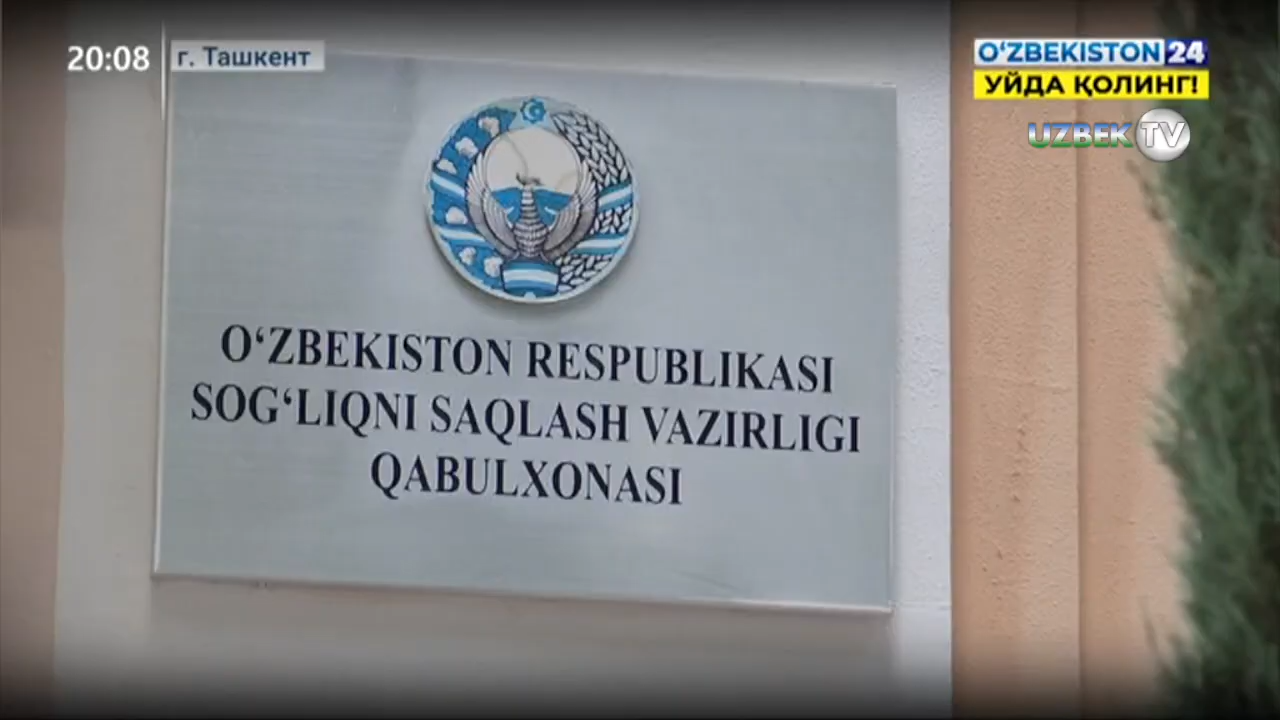 20:08
г. Ташкент
O‘ZBEKISTON 24
УЙДА ҚОЛИНГ!
UZBEK TV
O‘ZBEKISTON RESPUBLIKASI
SOG‘LIQNI SAQLASH VAZIRLIGI
QABULXONASI